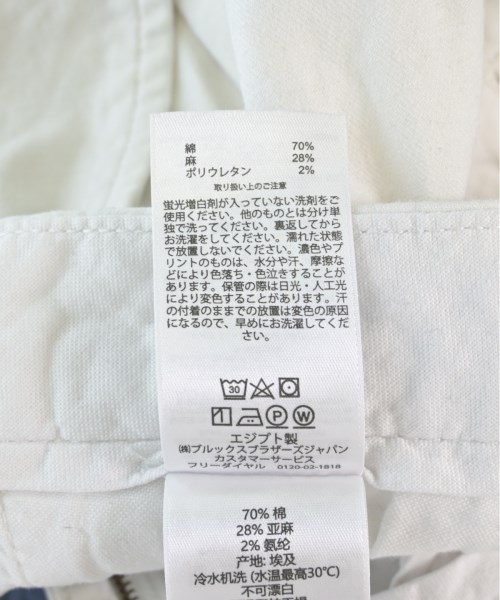 綿 70%
麻 28%
ポリウレタン 2%
取り扱い上のご注意
蛍光増白剤が入っていない洗剤をご
使用ください。他のものとは分け単
独で洗ってください。裏返してから
お洗濯をしてください。濡れた状態
で放置しないでください。濃色やプ
リントのものは、水分や汗、摩擦な
どにより色落ち・色泣きすることが
あります。保管の際は日光・人工光
により変色することがあります。汗
の付着のままでの放置は変色の原因
になるので、早めにお洗濯してくだ
さい。
30
P W
エジプト製
㈱ブルックスブラザーズジャパン
カスタマーサービス
フリーダイヤル 0120-02-1818
70% 棉
28% 亚麻
2% 氨纶
产地: 埃及
冷水机洗 (水温最高30℃)
不可漂白